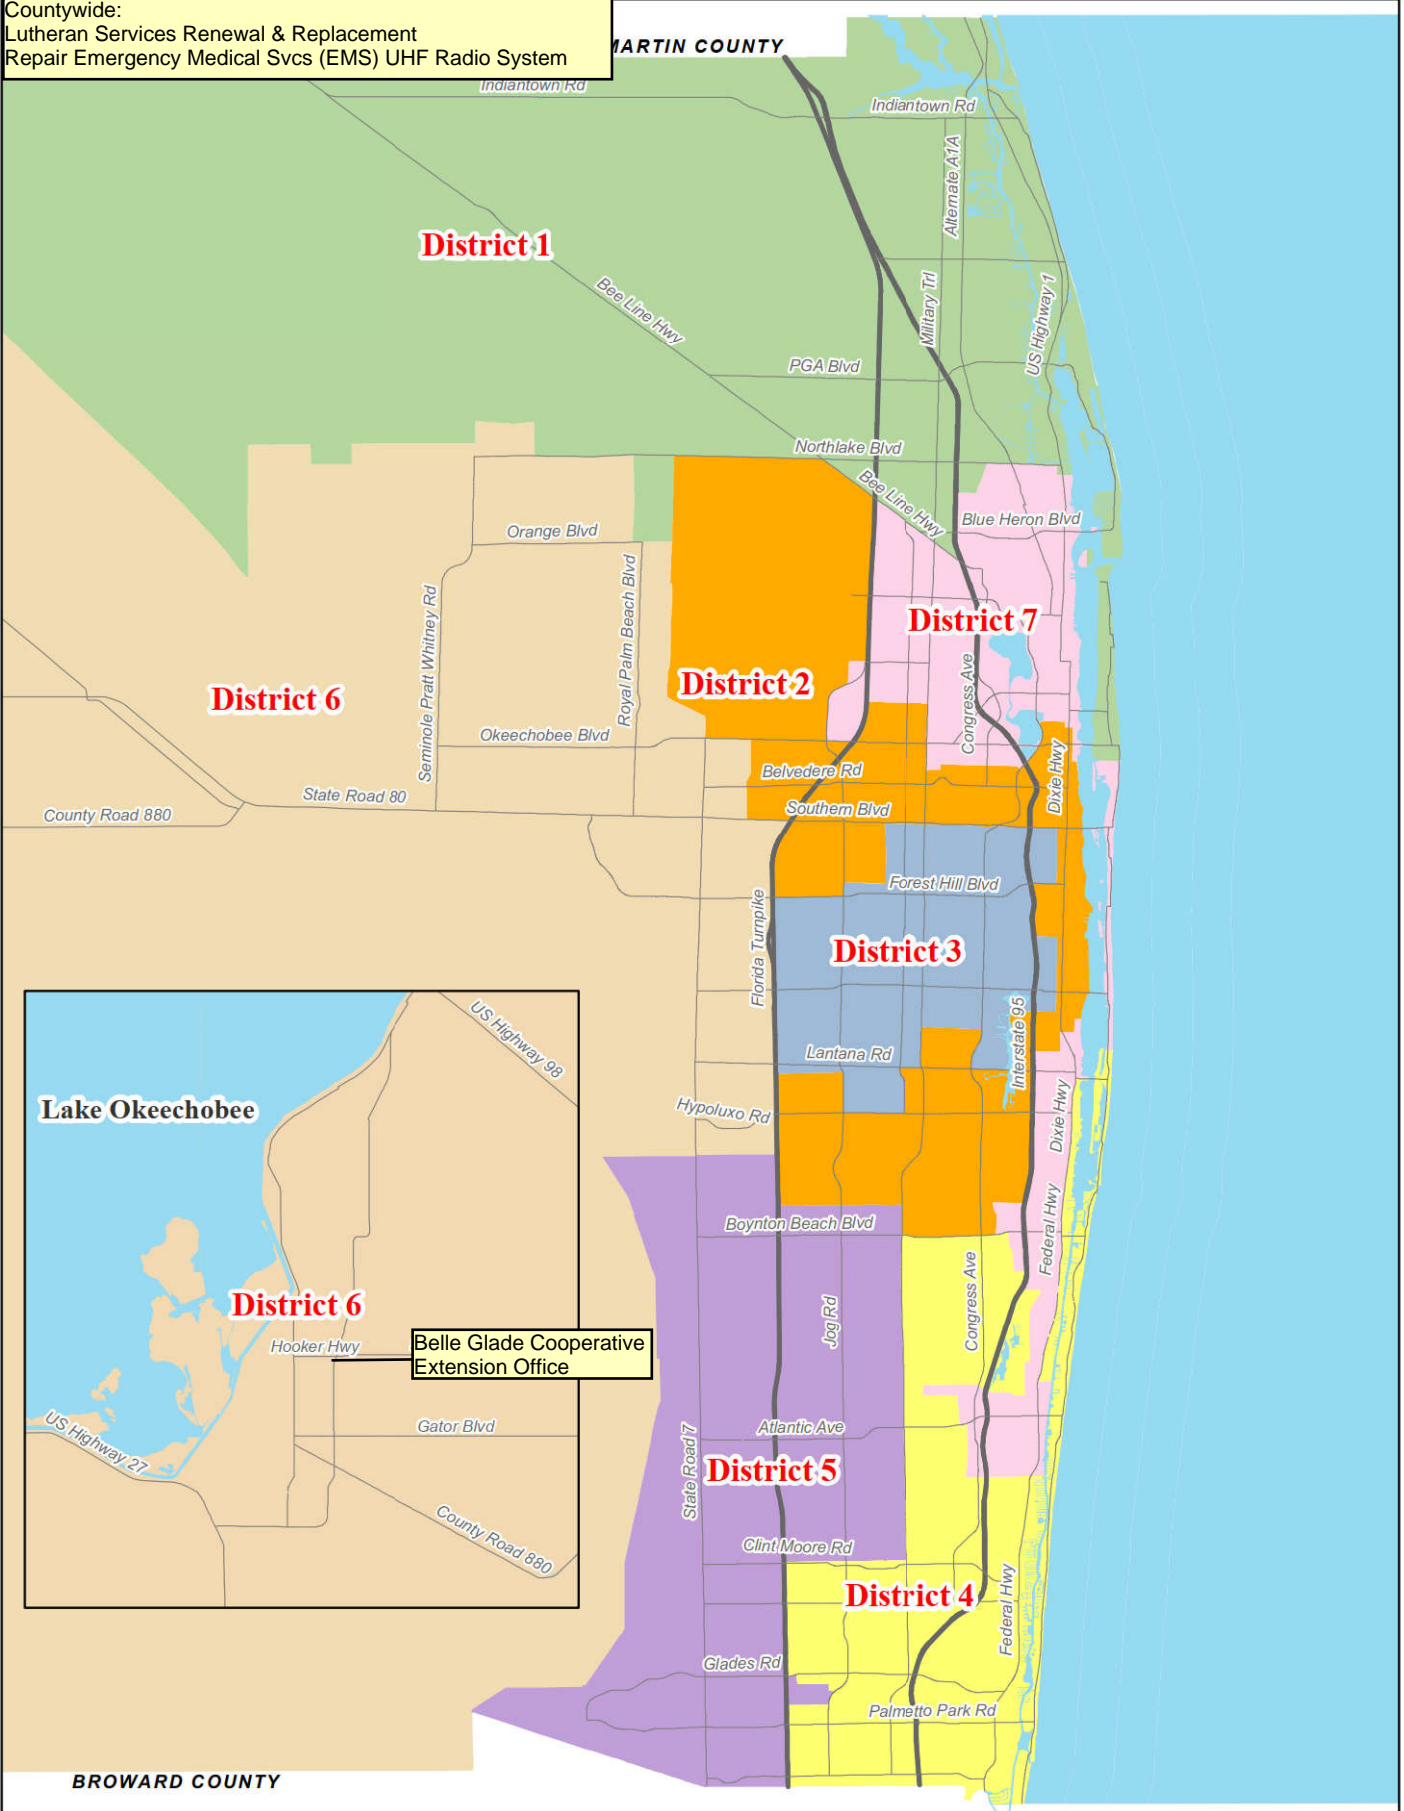 Countywide:
Lutheran Services Renewal & Replacement
Repair Emergency Medical Svcs (EMS) UHF Radio System
MARTIN COUNTY
Indiantown Rd
Indiantown Rd
Alternate A1A
District 1
Bee Line Hwy
Military Trl
US Highway 1
PGA Blvd
Northlake Blvd
Bee Line Hwy
Blue Heron Blvd
Orange Blvd
Royal Palm Beach Blvd
Seminole Pratt Whitney Rd
District 7
Congress Ave
District 2
District 6
Okeechobee Blvd
Dixie Hwy
Belvedere Rd
State Road 80
Southern Blvd
County Road 880
Forest Hill Blvd
Florida Turnpike
District 3
Interstate 95
US Highway 98
Lantana Rd
Lake Okeechobee
Hypoluxo Rd
Dixie Hwy
Federal Hwy
Boynton Beach Blvd
Congress Ave
Jog Rd
District 6
Hooker Hwy
Belle Glade Cooperative
Extension Office
Gator Blvd
Atlantic Ave
US Highway 27
State Road 7
District 5
County Road 880
Clint Moore Rd
District 4
Federal Hwy
Glades Rd
Palmetto Park Rd
BROWARD COUNTY